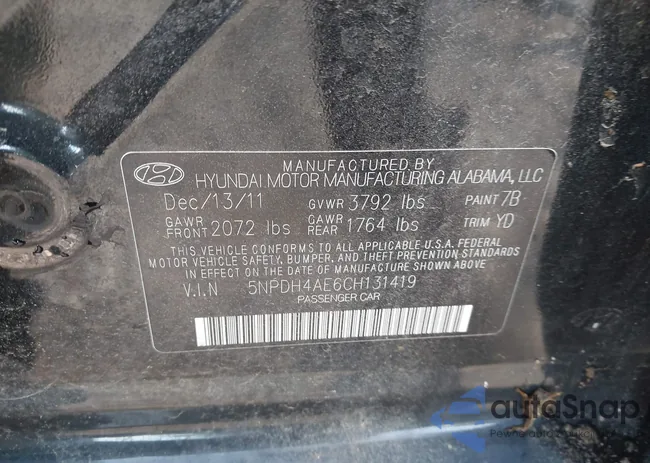 MANUFACTURED BY
HYUNDAI MOTOR MANUFACTURING ALABAMA, LLC
Dec/13/11 GVWR 3792 lbs PAINT 7B
GAWR FRONT 2072 lbs GAWR REAR 1764 lbs TRIM YD
THIS VEHICLE CONFORMS TO ALL APPLICABLE U.S.A. FEDERAL
MOTOR VEHICLE SAFETY, BUMPER, AND THEFT PREVENTION STANDARDS
IN EFFECT ON THE DATE OF MANUFACTURE SHOWN ABOVE
V.I.N 5NPDH4AE6CH131419
PASSENGER CAR
autoSnap